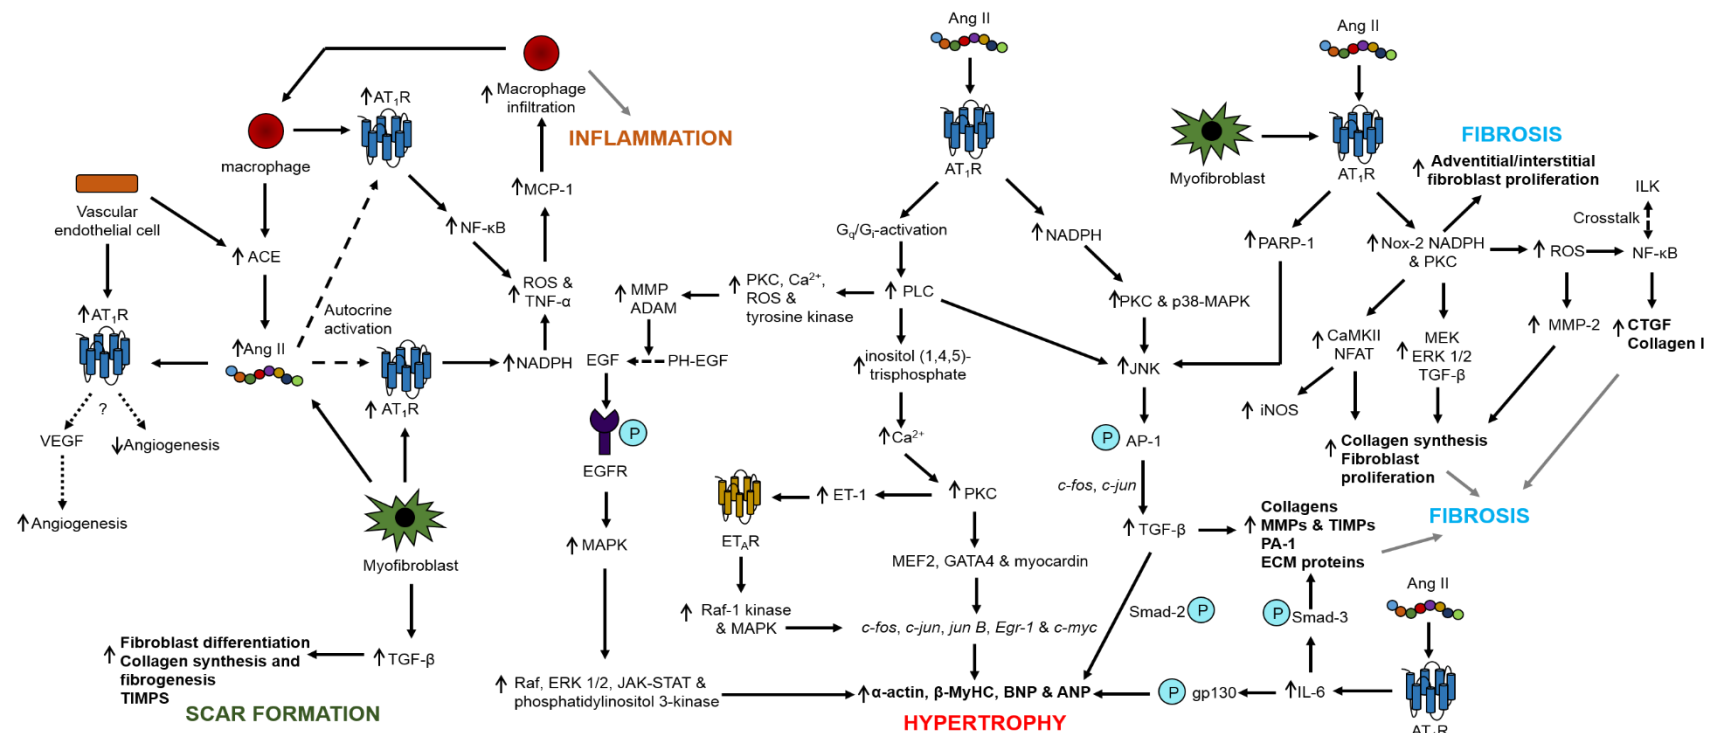 Ang II
Ang II
↑AT₁R
↑ Macrophage
infiltration
INFLAMMATION
macrophage
AT₁R
Myofibroblast
AT₁R
FIBROSIS
↑ Adventitial/interstitial
fibroblast proliferation
ILK
Crosstalk
Vascular
endothelial cell
↑MCP-1
↑NF-κB
↑ACE
Gq/Gi-activation
↑NADPH
↑PARP-1
↑Nox-2 NADPH
& PKC
↑ROS
NF-κB
ROS &
↑TNF-α
↑MMP
ADAM
↑ PKC, Ca²⁺,
ROS &
tyrosine kinase
↑ PLC
↑PKC & p38-MAPK
↑AT₁R
Autocrine
activation
↑Ang II
↑NADPH
EGF
PH-EGF
↑inositol (1,4,5)-
trisphosphate
↑JNK
↑CaMKII
NFAT
MEK
↑ERK 1/2
TGF-β
↑ MMP-2
↑CTGF
Collagen I
↑AT₁R
?
VEGF
↓Angiogenesis
↑ iNOS
P
EGFR
↑Ca²⁺
P AP-1
↑ Collagen synthesis
Fibroblast
proliferation
c-fos, c-jun
↑Angiogenesis
↑ET-1
↑PKC
ETAR
↑TGF-β
↑ Collagens
MMPs & TIMPs
PA-1
ECM proteins
FIBROSIS
↑MAPK
Myofibroblast
MEF2, GATA4 & myocardin
Ang II
↑ Raf-1 kinase
& MAPK
c-fos, c-jun, jun B, Egr-1 & c-myc
Smad-2 P
P Smad-3
↑ Fibroblast differentiation
Collagen synthesis and
fibrogenesis
TIMPS
↑TGF-β
SCAR FORMATION
↑ Raf, ERK 1/2, JAK-STAT &
phosphatidylinositol 3-kinase
↑α-actin, β-MyHC, BNP & ANP
HYPERTROPHY
P gp130
↑IL-6
AT₁R